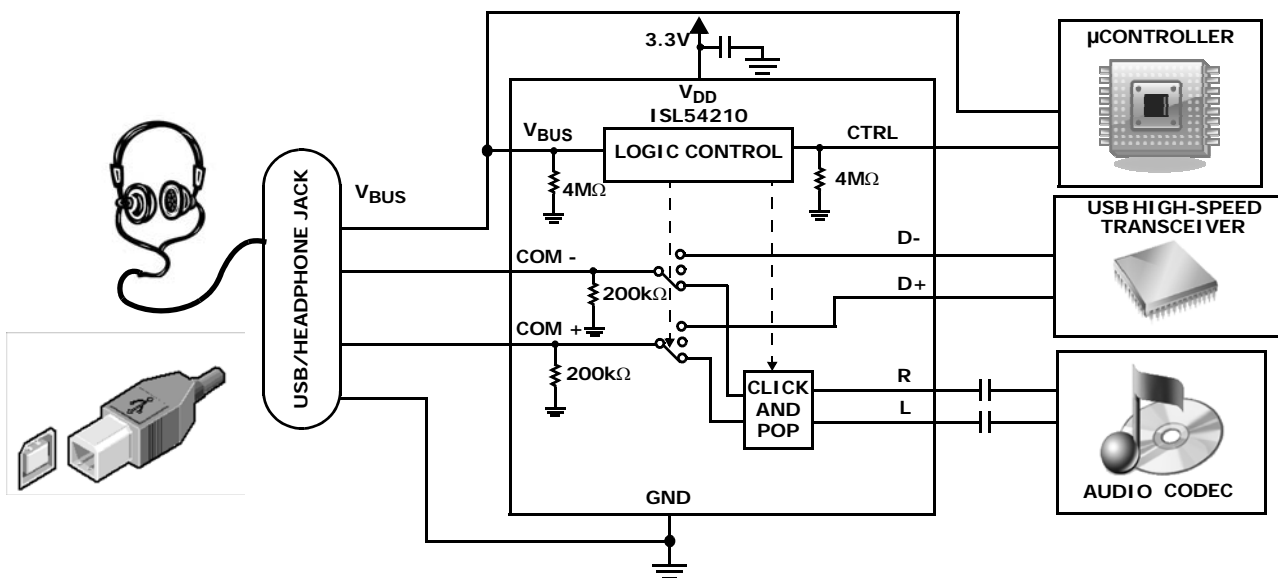 3.3V
µCONTROLLER
VDD
ISL54210
VBUS
LOGIC CONTROL
CTRL
4MΩ
4MΩ
USB/HEADPHONE JACK
VBUS
USB HIGH-SPEED
TRANSCEIVER
D-
COM -
200kΩ
D+
COM +
200kΩ
CLICK
AND
POP
R
L
AUDIO CODEC
GND